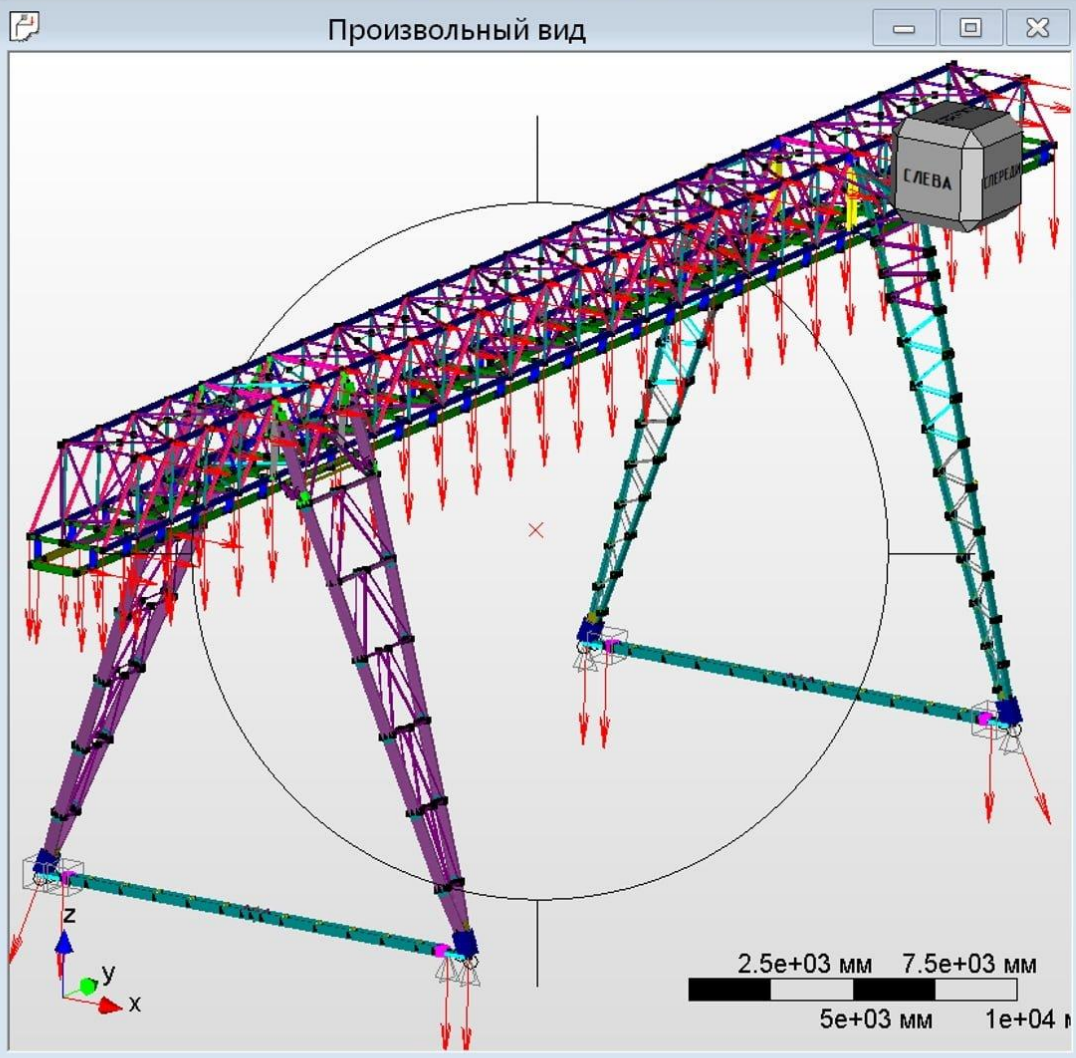 Произвольный вид
СЛЕВА
СПЕРЕДИ
z
y
x
2.5e+03 мм 7.5e+03 мм
5e+03 мм 1e+04